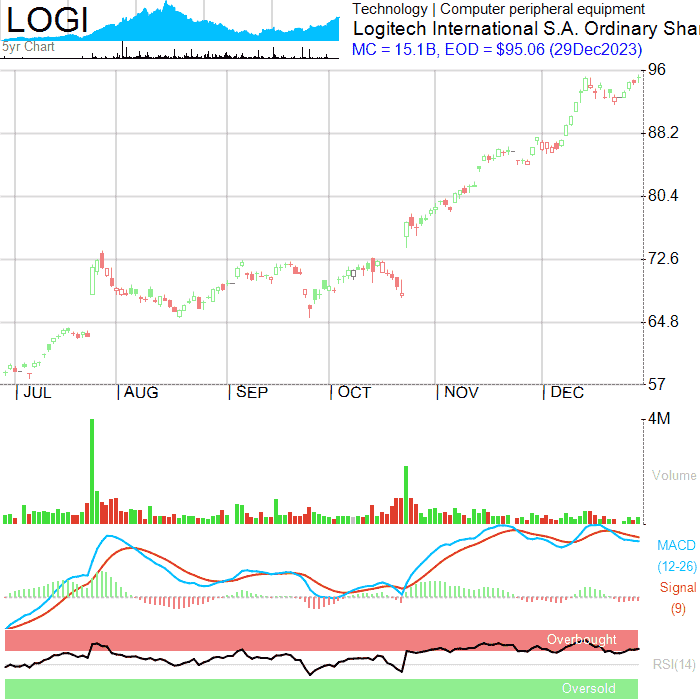 LOGI
5yr Chart
Technology | Computer peripheral equipment
Logitech International S.A. Ordinary Shar
MC = 15.1B, EOD = $95.06 (29Dec2023)
96
88.2
80.4
72.6
64.8
57
JUL AUG SEP OCT NOV DEC
4M
Volume
MACD
(12-26)
Signal
(9)
Overbought
RSI(14)
Oversold